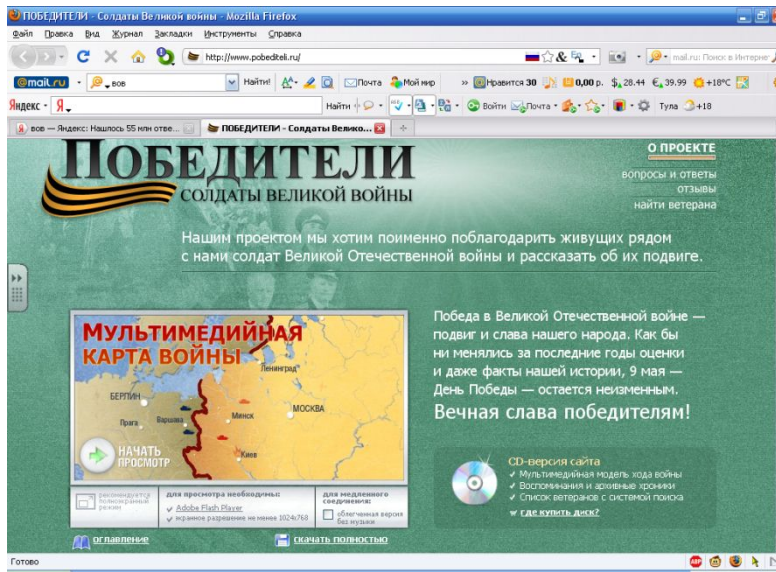 ПОБЕДИТЕЛИ - Солдаты Великой войны - Mozilla Firefox
Файл Правка Вид Журнал Закладки Инструменты Справка
http://www.pobediteli.ru/
mail.ru: Поиск в Интернет
@mail.ru вов Найти! Почта Мой мир » Нравится 30 0,00 р. $ 28.44 € 39.99 +18°C
Яндекс Я Найти Войти Почта Тула +18
вов — Яндекс: Нашлось 55 млн отве...
ПОБЕДИТЕЛИ - Солдаты Велико...
ПОБЕДИТЕЛИ
СОЛДАТЫ ВЕЛИКОЙ ВОЙНЫ
О ПРОЕКТЕ
вопросы и ответы
отзывы
найти ветерана
Нашим проектом мы хотим поименно поблагодарить живущих рядом
с нами солдат Великой Отечественной войны и рассказать об их подвиге.
МУЛЬТИМЕДИЙНАЯ
КАРТА ВОЙНЫ
Ленинград
БЕРЛИН
МОСКВА
Прага
Варшава
Минск
Киев
НАЧАТЬ
ПРОСМОТР
рекомендуется
полноэкранный
режим
для просмотра необходимы:
Adobe Flash Player
экранное разрешение не менее 1024x768
для медленного
соединения:
облегченная версия
без музыки
оглавление
скачать полностью
Победа в Великой Отечественной войне —
подвиг и слава нашего народа. Как бы
ни менялись за последние годы оценки
и даже факты нашей истории, 9 мая —
День Победы — остается неизменным.
Вечная слава победителям!
CD-версия сайта
Мультимедийная модель хода войны
Воспоминания и архивные хроники
Список ветеранов с системой поиска
где купить диск?
Готово
ABP